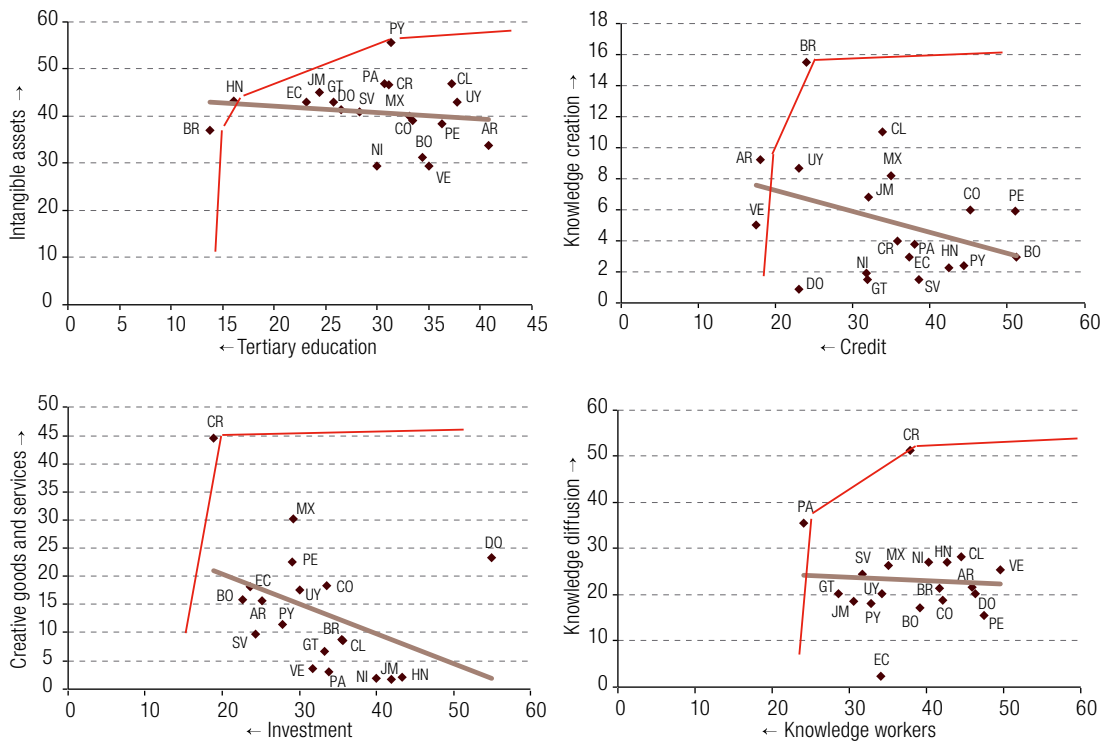 60
50
40
30
20
10
0
Intangible assets →
PY
HN
JM
GT
EC
DO
SV
PA
CR
MX
CL
UY
BR
CO
PE
AR
NI
BO
VE
0 5 10 15 20 25 30 35 40 45
← Tertiary education
18
16
14
12
10
8
6
4
2
0
Knowledge creation →
BR
CL
AR
UY
MX
JM
VE
CO
PE
CR
PA
EC
HN
PY
BO
NI
GT
SV
DO
0 10 20 30 40 50 60
← Credit
50
45
40
35
30
25
20
15
10
5
0
Creative goods and services →
CR
MX
DO
PE
EC
BO
AR
UY
CO
PY
SV
BR
CL
GT
VE
PA
NI
JM
HN
0 10 20 30 40 50 60
← Investment
60
50
40
30
20
10
0
Knowledge diffusion →
CR
PA
SV
MX
NI
HN
CL
VE
GT
JM
UY
PY
BR
CO
AR
DO
BO
PE
EC
0 10 20 30 40 50 60
← Knowledge workers